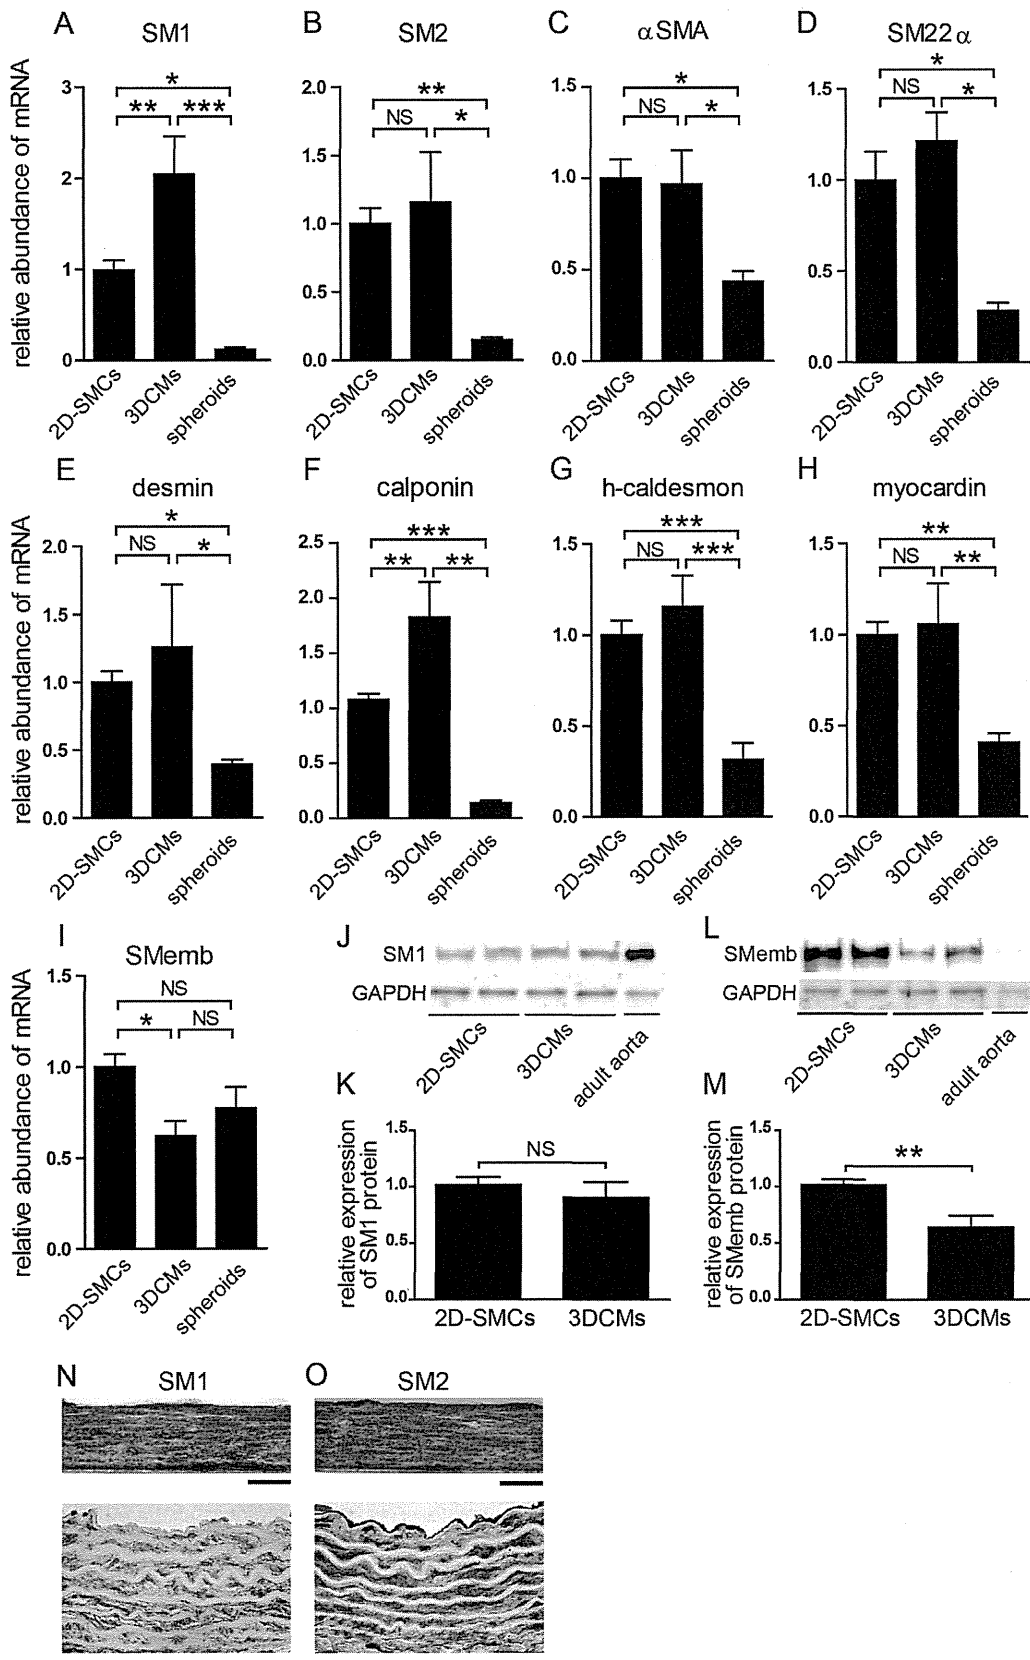 A SM1
B SM2
C αSMA
D SM22α
relative abundance of mRNA
3
2
1
0
* ** ***
2.0
1.5
1.0
0.5
0.0
** NS *
1.5
1.0
0.5
0.0
* NS *
1.5
1.0
0.5
0.0
* NS *
2D-SMCs 3DCMs spheroids
2D-SMCs 3DCMs spheroids
2D-SMCs 3DCMs spheroids
2D-SMCs 3DCMs spheroids
E desmin
F calponin
G h-caldesmon
H myocardin
relative abundance of mRNA
2.0
1.5
1.0
0.5
0.0
* NS *
2.5
2.0
1.5
1.0
0.5
0.0
*** ** **
1.5
1.0
0.5
0.0
*** NS ***
1.5
1.0
0.5
0.0
** NS **
2D-SMCs 3DCMs spheroids
2D-SMCs 3DCMs spheroids
2D-SMCs 3DCMs spheroids
2D-SMCs 3DCMs spheroids
I SMemb
relative abundance of mRNA
1.5
1.0
0.5
0.0
NS * NS
2D-SMCs 3DCMs spheroids
J
SM1
GAPDH
2D-SMCs 3DCMs adult aorta
L
SMemb
GAPDH
2D-SMCs 3DCMs adult aorta
K
relative expression
of SM1 protein
1.5
1.0
0.5
0.0
NS
2D-SMCs 3DCMs
M
relative expression
of SMemb protein
1.5
1.0
0.5
0.0
**
2D-SMCs 3DCMs
N SM1
O SM2